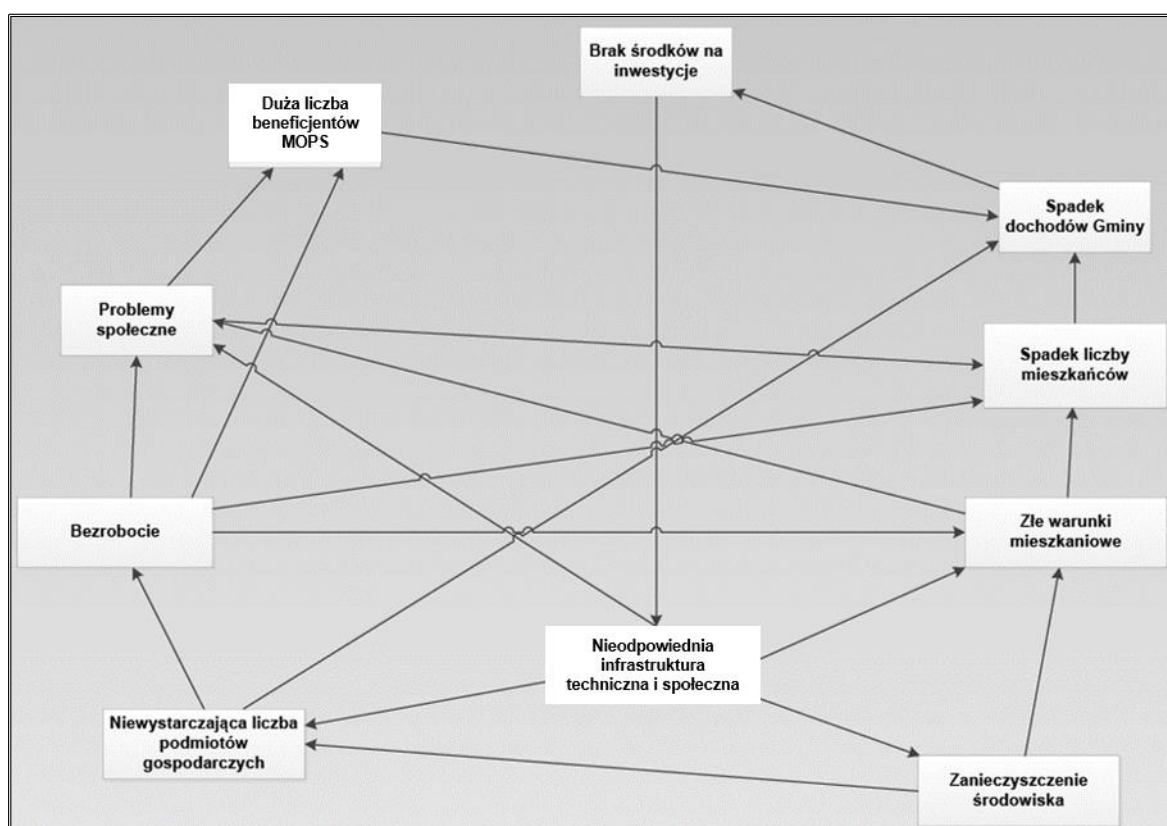 Brak środków na
inwestycje
Duża liczba
beneficjentów
MOPS
Spadek
dochodów Gminy
Problemy
społeczne
Spadek liczby
mieszkańców
Bezrobocie
Złe warunki
mieszkaniowe
Nieodpowiednia
infrastruktura
techniczna i społeczna
Niewystarczająca liczba
podmiotów
gospodarczych
Zanieczyszczenie
środowiska